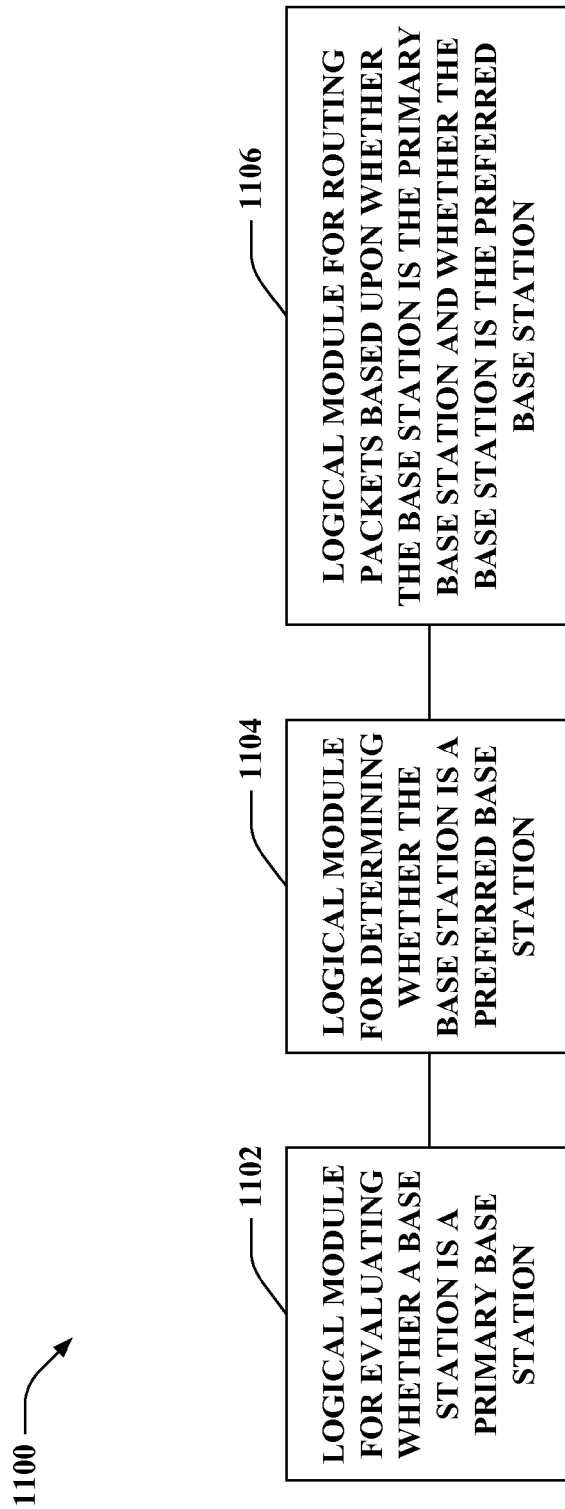 1100
1102
LOGICAL MODULE
FOR EVALUATING
WHETHER A BASE
STATION IS A
PRIMARY BASE
STATION
1104
LOGICAL MODULE
FOR DETERMINING
WHETHER THE
BASE STATION IS A
PREFERRED BASE
STATION
1106
LOGICAL MODULE FOR ROUTING
PACKETS BASED UPON WHETHER
THE BASE STATION IS THE PRIMARY
BASE STATION AND WHETHER THE
BASE STATION IS THE PREFERRED
BASE STATION